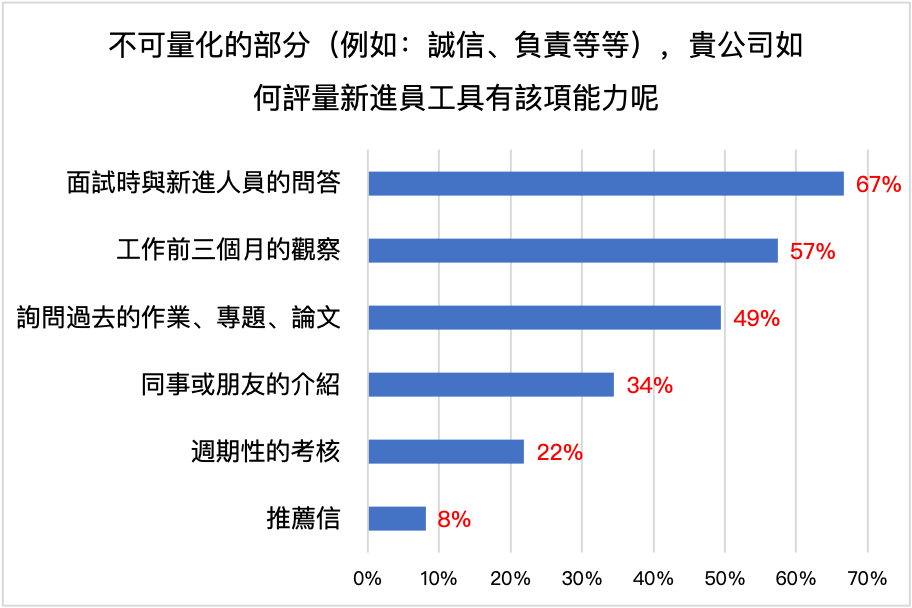 不可量化的部分（例如：誠信、負責等等），貴公司如
何評量新進員工具有該項能力呢
面試時與新進人員的問答 67%
工作前三個月的觀察 57%
詢問過去的作業、專題、論文 49%
同事或朋友的介紹 34%
週期性的考核 22%
推薦信 8%
0% 10% 20% 30% 40% 50% 60% 70%